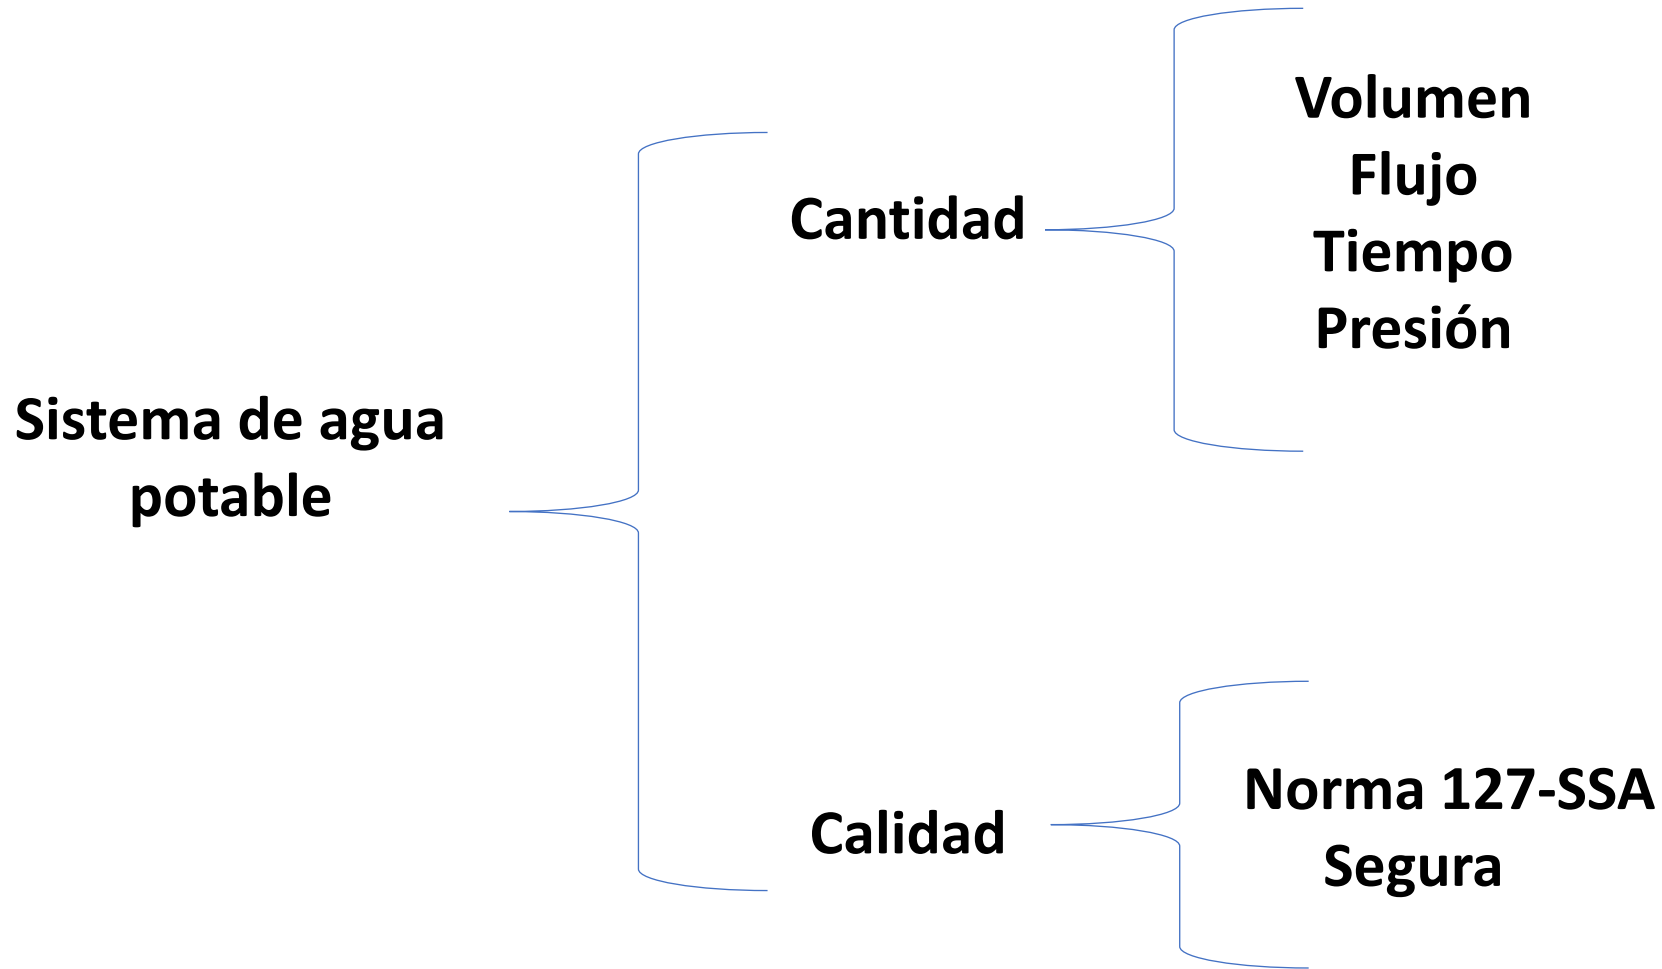 Sistema de agua
potable
Cantidad
Volumen
Flujo
Tiempo
Presión
Calidad
Norma 127-SSA
Segura